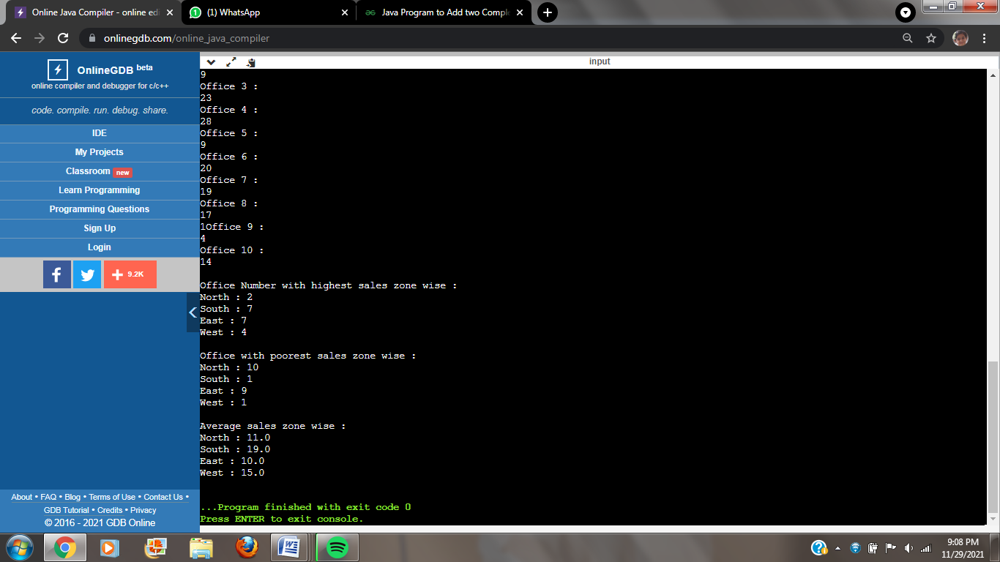 Online Java Compiler - online edi
(1) WhatsApp
Java Program to Add two Comple
onlinegdb.com/online_java_compiler
OnlineGDB beta
online compiler and debugger for c/c++
code. compile. run. debug. share.
IDE
My Projects
Classroom new
Learn Programming
Programming Questions
Sign Up
Login
9.2K
About • FAQ • Blog • Terms of Use • Contact Us •
GDB Tutorial • Credits • Privacy
© 2016 - 2021 GDB Online
input
9
Office 3 :
23
Office 4 :
28
Office 5 :
9
Office 6 :
20
Office 7 :
19
Office 8 :
17
1Office 9 :
4
Office 10 :
14
Office Number with highest sales zone wise :
North : 2
South : 7
East : 7
West : 4
Office with poorest sales zone wise :
North : 10
South : 1
East : 9
West : 1
Average sales zone wise :
North : 11.0
South : 19.0
East : 10.0
West : 15.0
...Program finished with exit code 0
Press ENTER to exit console.
9:08 PM
11/29/2021